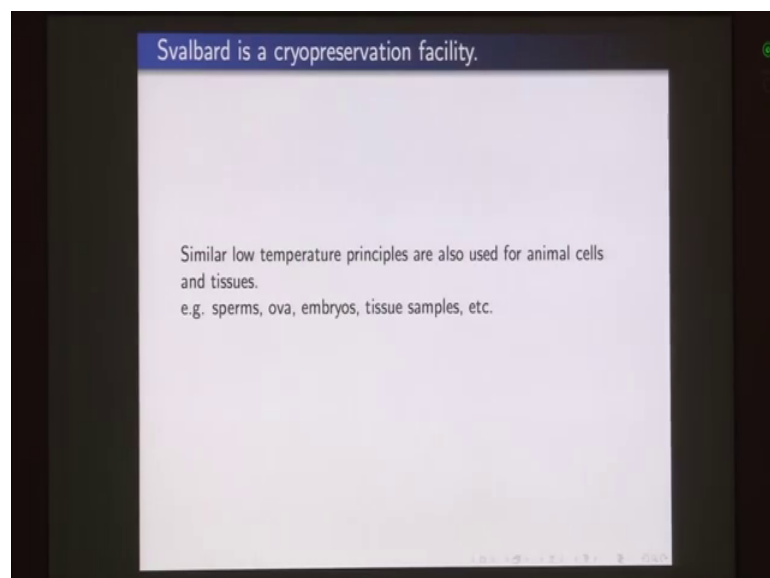 Svalbard is a cryopreservation facility.
Similar low temperature principles are also used for animal cells
and tissues.
e.g. sperms, ova, embryos, tissue samples, etc.